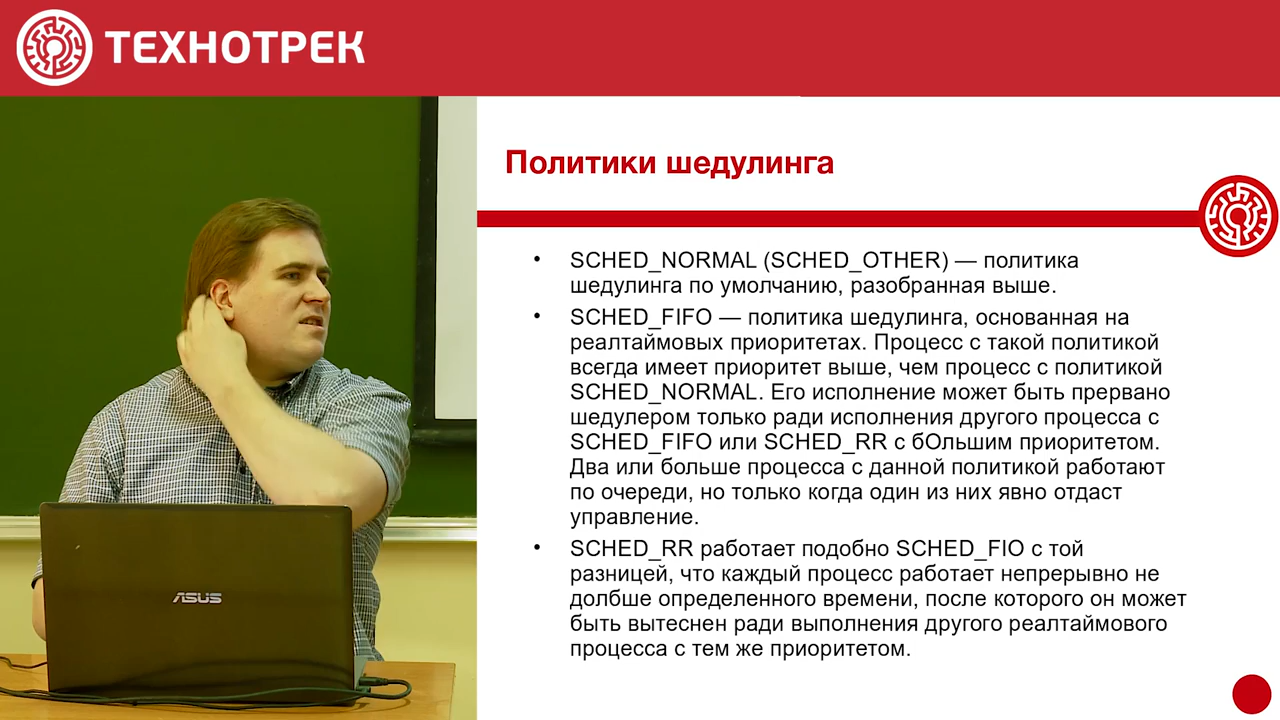 ТЕХНОТРЕК
Политики шедулинга
• SCHED_NORMAL (SCHED_OTHER) — политика
шедулинга по умолчанию, разобранная выше.
• SCHED_FIFO — политика шедулинга, основанная на
реалтаймовых приоритетах. Процесс с такой политикой
всегда имеет приоритет выше, чем процесс с политикой
SCHED_NORMAL. Его исполнение может быть прервано
шедулером только ради исполнения другого процесса с
SCHED_FIFO или SCHED_RR с бОльшим приоритетом.
Два или больше процесса с данной политикой работают
по очереди, но только когда один из них явно отдаст
управление.
• SCHED_RR работает подобно SCHED_FIO с той
разницей, что каждый процесс работает непрерывно не
долбше определенного времени, после которого он может
быть вытеснен ради выполнения другого реалтаймового
процесса с тем же приоритетом.
ASUS